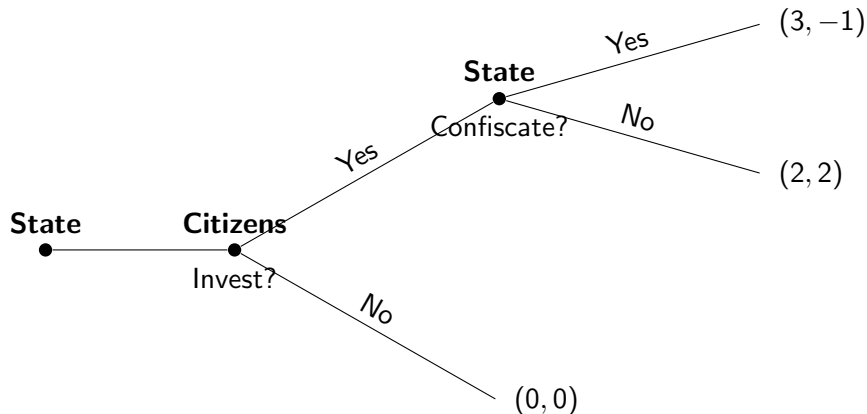 (3, −1)
Yes
State
Confiscate?
No
(2, 2)
Yes
State
Citizens
Invest?
No
(0, 0)